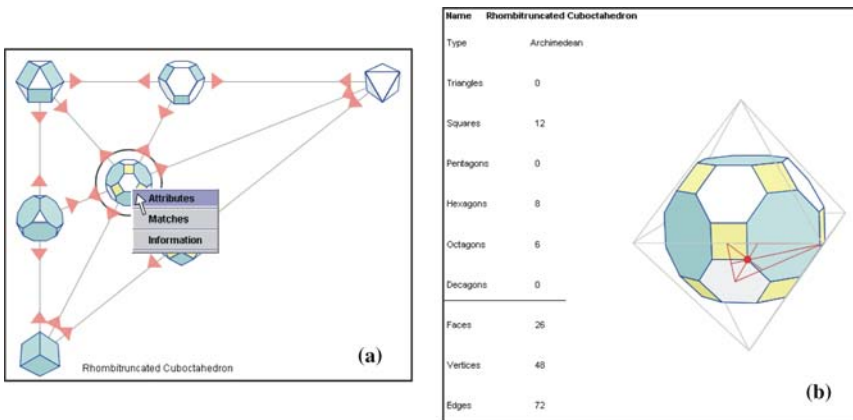 Attributes
Matches
Information
Rhombitruncated Cuboctahedron
(a)
Name Rhombitruncated Cuboctahedron
Type Archimedean
Triangles 0
Squares 12
Pentagons 0
Hexagons 8
Octagons 6
Decagons 0
Faces 26
Vertices 48
Edges 72
(b)